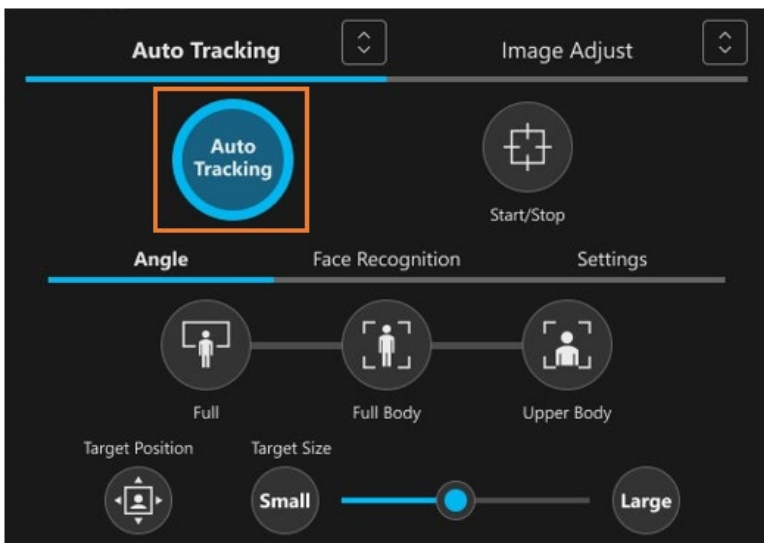 Auto Tracking
Image Adjust
Auto
Tracking
Start/Stop
Angle
Face Recognition
Settings
Full
Full Body
Upper Body
Target Position
Target Size
Small
Large